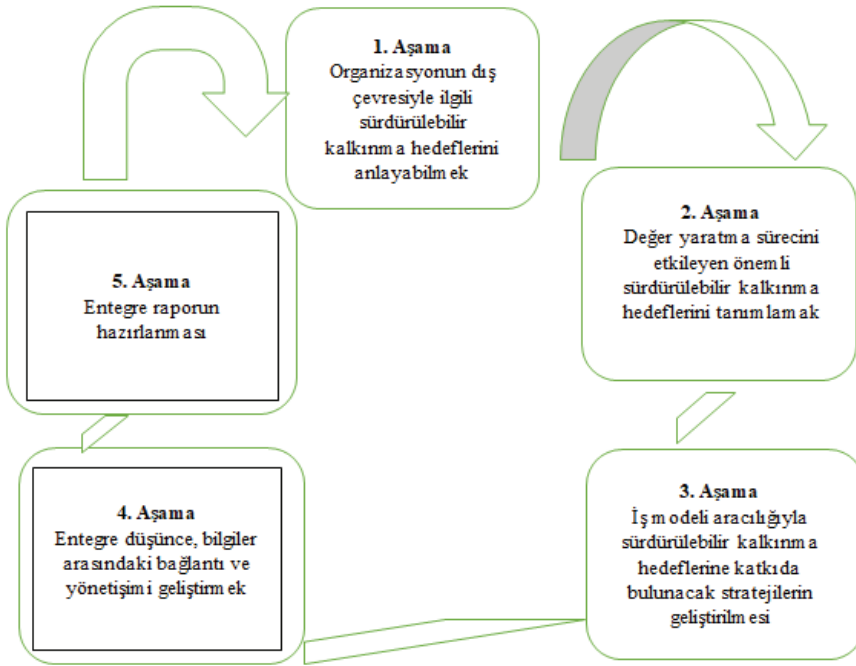 1. Aşama
Organizasyonun dış
çevresiyle ilgili
sürdürülebilir
kalkınma hedeflerini
anlayabilmek
2. Aşama
Değer yaratma sürecini
etkileyen önemli
sürdürülebilir kalkınma
hedeflerini tanımlamak
3. Aşama
İş modeli aracılığıyla
sürdürülebilir kalkınma
hedeflerine katkıda
bulunacak stratejilerin
geliştirilmesi
4. Aşama
Entegre düşünce, bilgiler
arasındaki bağlantı ve
yönetişimi geliştirmek
5. Aşama
Entegre raporun
hazırlanması